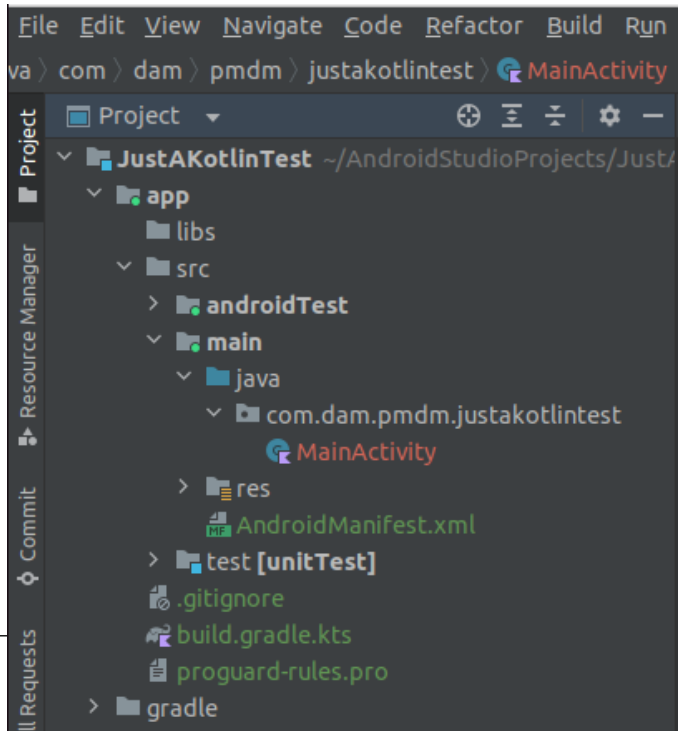 File Edit View Navigate Code Refactor Build Run
va 〉 com 〉 dam 〉 pmdm 〉 justakotlintest 〉 MainActivity
Project
Project
JustAKotlinTest ~/AndroidStudioProjects/JustA
app
libs
src
androidTest
main
java
com.dam.pmdm.justakotlintest
MainActivity
res
MF AndroidManifest.xml
test [unitTest]
.gitignore
build.gradle.kts
proguard-rules.pro
gradle
Resource Manager
Commit
ll Requests